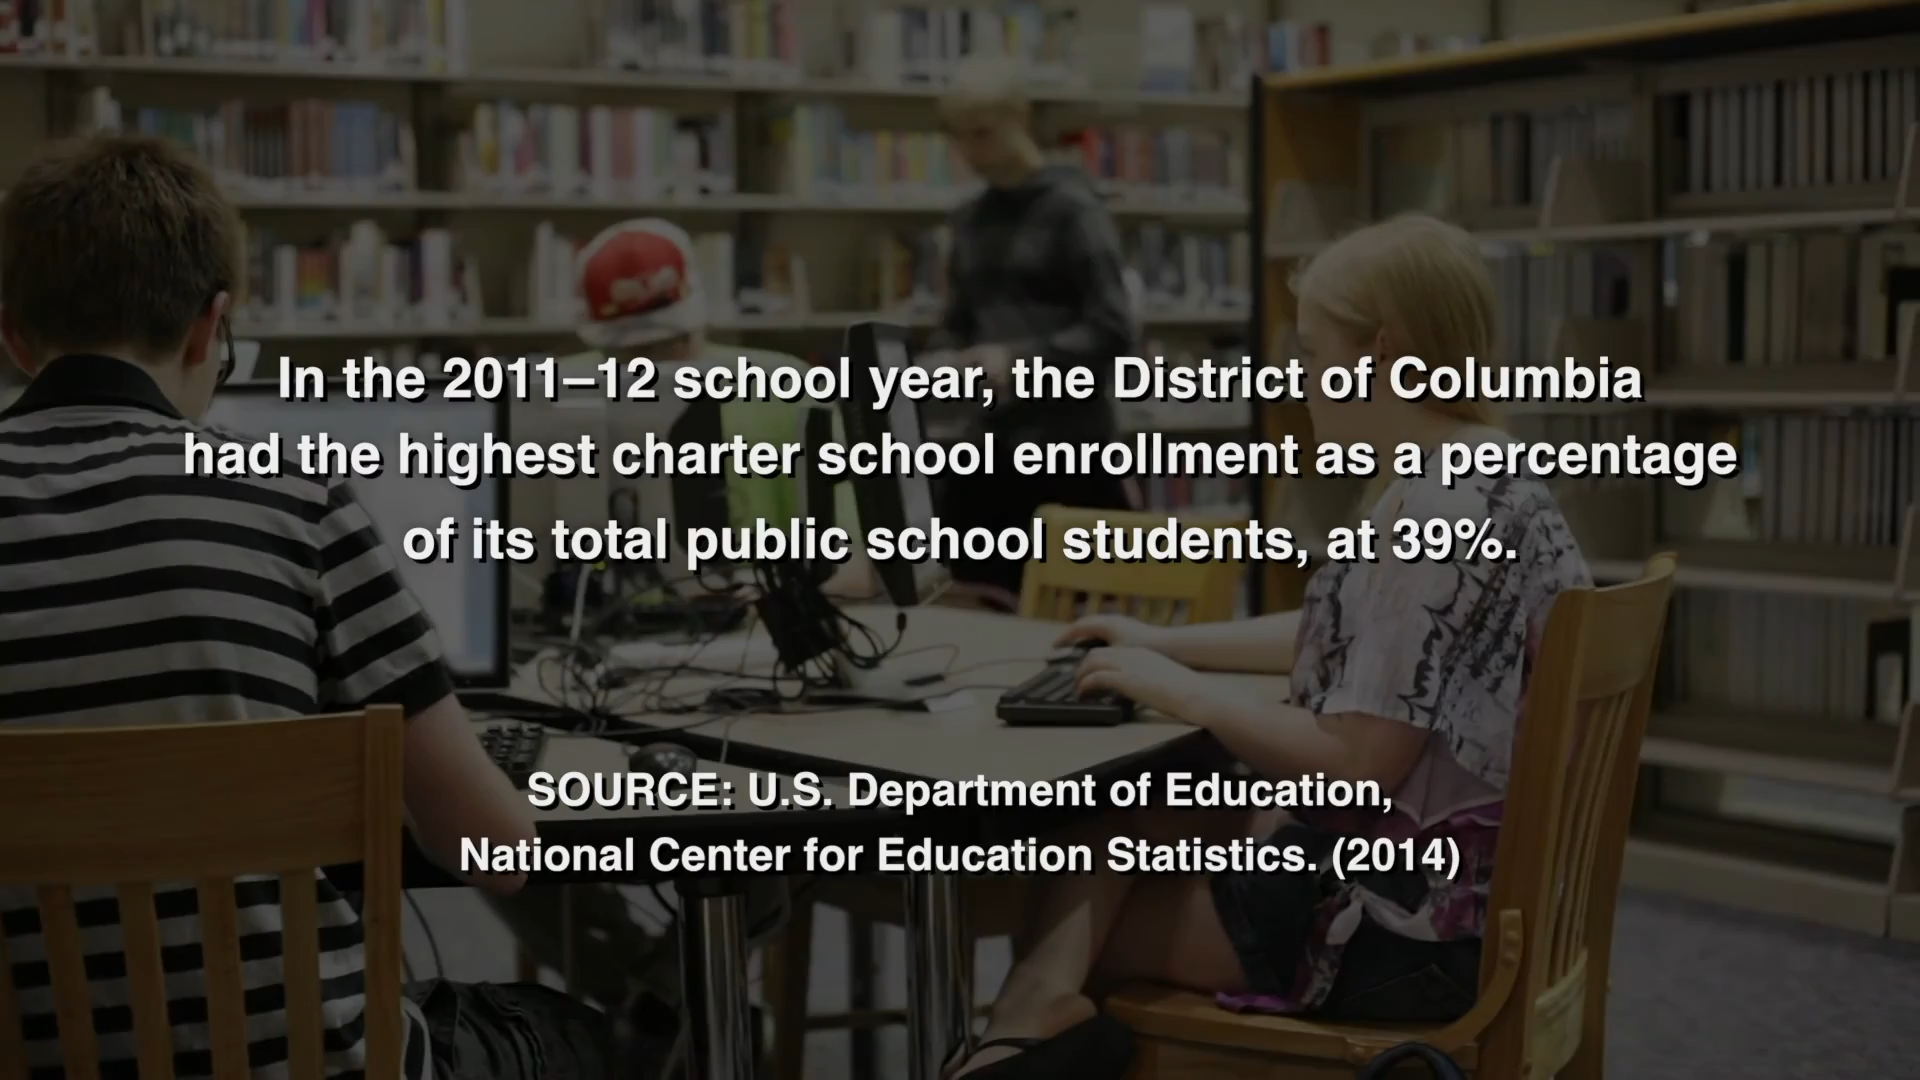 In the 2011–12 school year, the District of Columbia
had the highest charter school enrollment as a percentage
of its total public school students, at 39%.
SOURCE: U.S. Department of Education,
National Center for Education Statistics. (2014)